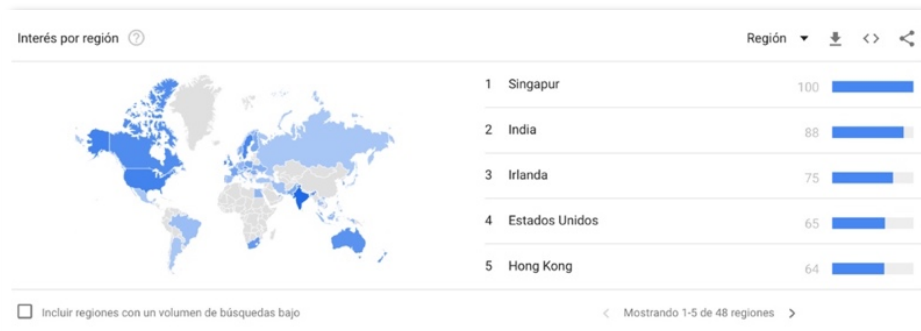 Interés por región
Región
1 Singapur 100
2 India 88
3 Irlanda 75
4 Estados Unidos 65
5 Hong Kong 64
Incluir regiones con un volumen de búsquedas bajo
Mostrando 1-5 de 48 regiones